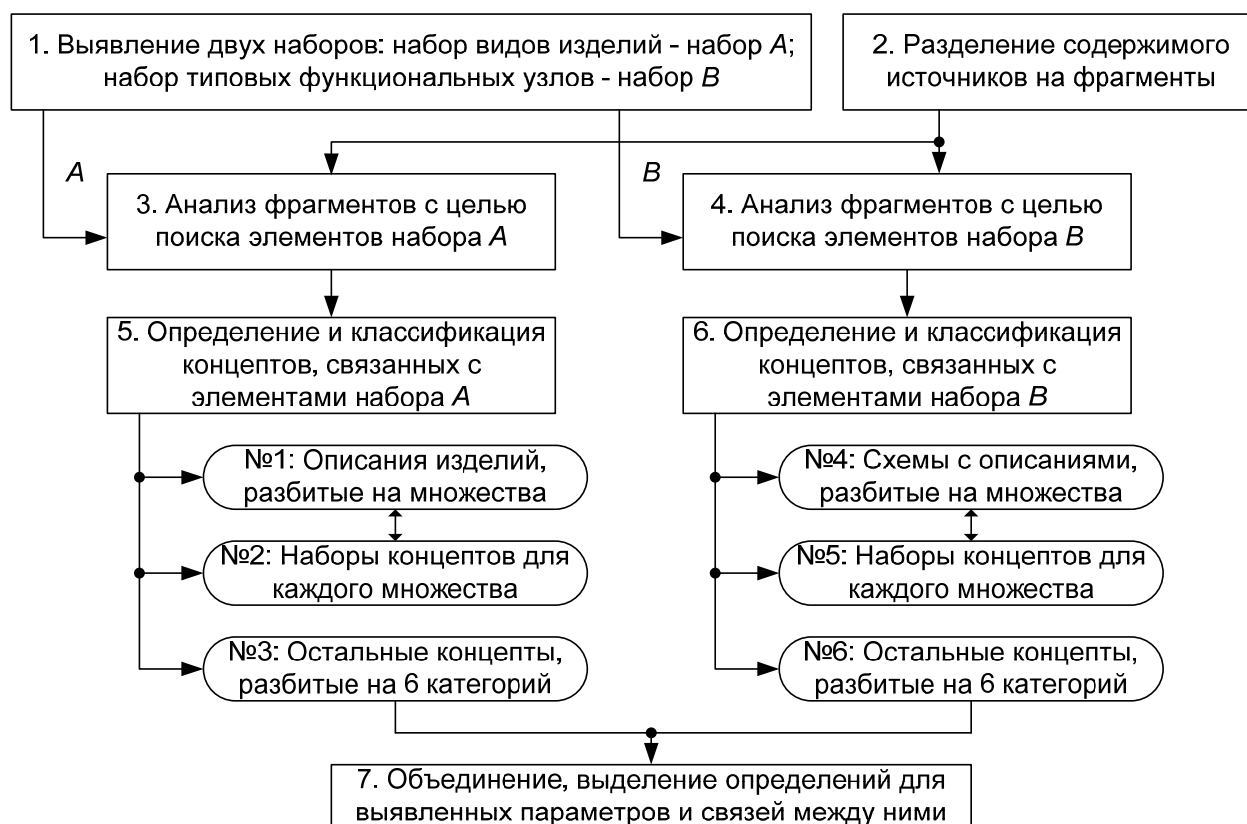 1. Выявление двух наборов: набор видов изделий - набор A;
набор типовых функциональных узлов - набор B
2. Разделение содержимого
источников на фрагменты
A
B
3. Анализ фрагментов с целью
поиска элементов набора A
4. Анализ фрагментов с целью
поиска элементов набора B
5. Определение и классификация
концептов, связанных с
элементами набора A
6. Определение и классификация
концептов, связанных с
элементами набора B
№1: Описания изделий,
разбитые на множества
№4: Схемы с описаниями,
разбитые на множества
№2: Наборы концептов для
каждого множества
№5: Наборы концептов для
каждого множества
№3: Остальные концепты,
разбитые на 6 категорий
№6: Остальные концепты,
разбитые на 6 категорий
7. Объединение, выделение определений для
выявленных параметров и связей между ними